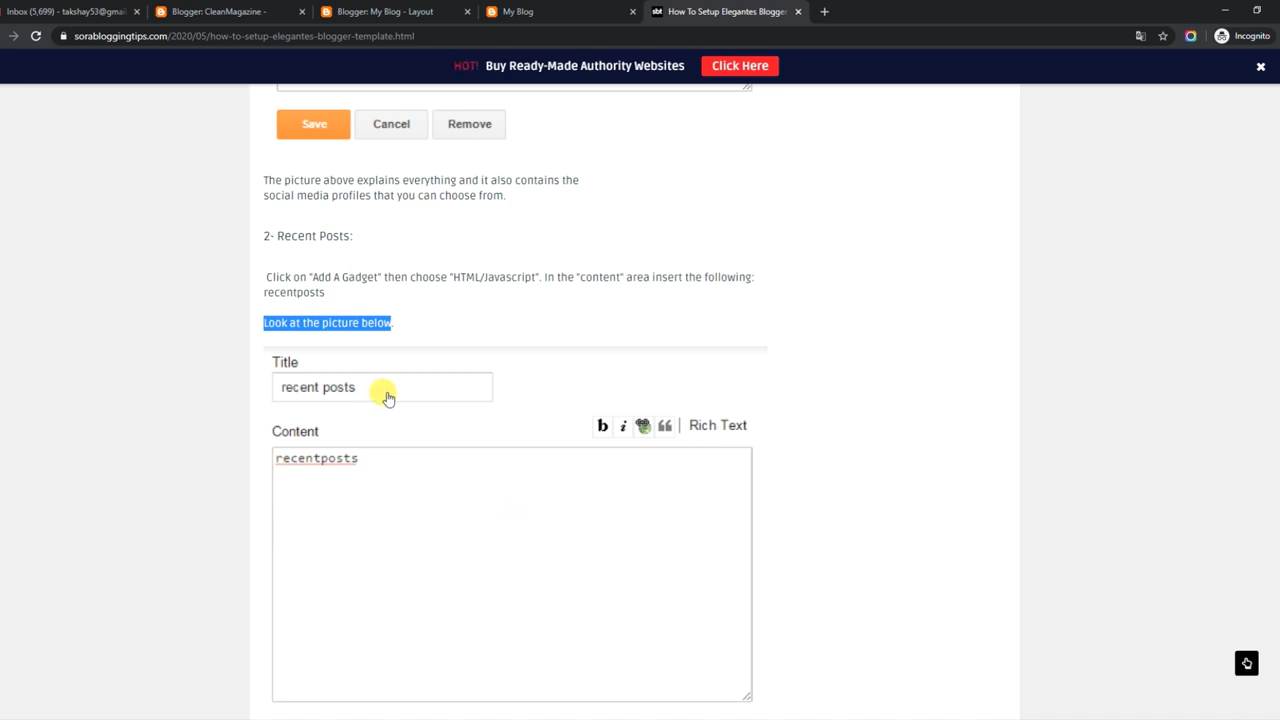 Inbox (5,699) - takshay53@gmail
Blogger: CleanMagazine -
Blogger: My Blog - Layout
My Blog
sbt
How To Setup Elegantes Blogger
sorabloggingtips.com/2020/05/how-to-setup-elegantes-blogger-template.html
Incognito
HOT! Buy Ready-Made Authority Websites
Click Here
Save
Cancel
Remove
The picture above explains everything and it also contains the
social media profiles that you can choose from.
2- Recent Posts:
Click on "Add A Gadget" then choose "HTML/Javascript". In the "content" area insert the following:
recentposts
Look at the picture below.
Title
recent posts
b i
Rich Text
Content
recentposts